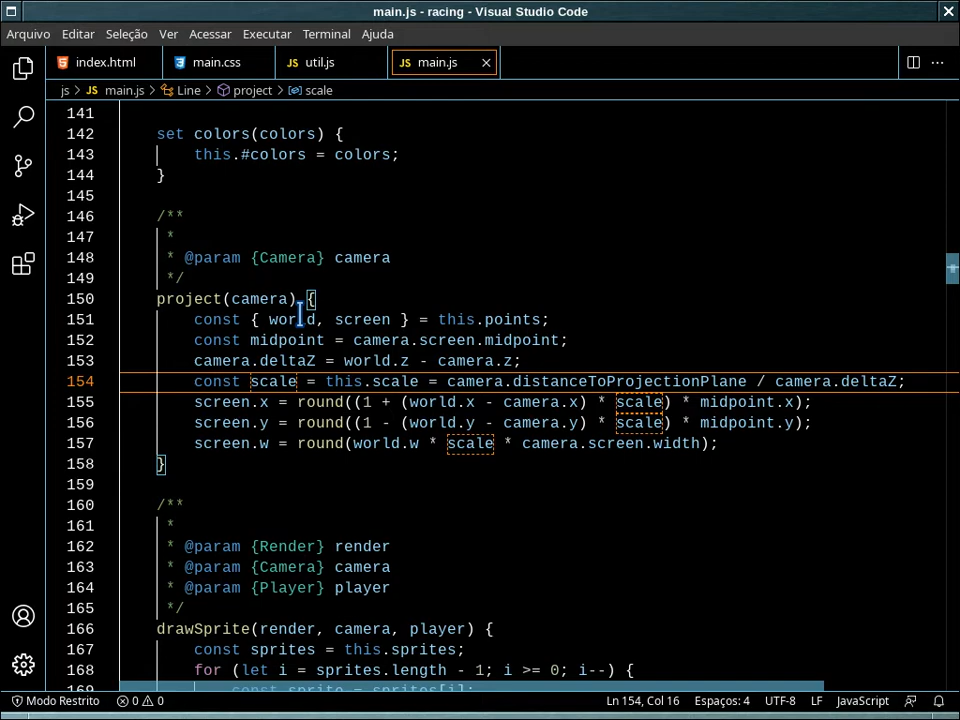 main.js - racing - Visual Studio Code
Arquivo Editar Seleção Ver Acessar Executar Terminal Ajuda
index.html main.css JS util.js JS main.js
js > JS main.js > Line > project > scale
141
142 set colors(colors) {
143 this.#colors = colors;
144 }
145
146 /**
147 *
148 * @param {Camera} camera
149 */
150 project(camera) {
151 const { world, screen } = this.points;
152 const midpoint = camera.screen.midpoint;
153 camera.deltaZ = world.z - camera.z;
154 const scale = this.scale = camera.distanceToProjectionPlane / camera.deltaZ;
155 screen.x = round((1 + (world.x - camera.x) * scale) * midpoint.x);
156 screen.y = round((1 - (world.y - camera.y) * scale) * midpoint.y);
157 screen.w = round(world.w * scale * camera.screen.width);
158 }
159
160 /**
161 *
162 * @param {Render} render
163 * @param {Camera} camera
164 * @param {Player} player
165 */
166 drawSprite(render, camera, player) {
167 const sprites = this.sprites;
168 for (let i = sprites.length - 1; i >= 0; i--) {
169 const sprite = sprites[i];
Modo Restrito 0 0 Ln 154, Col 16 Espaços: 4 UTF-8 LF JavaScript